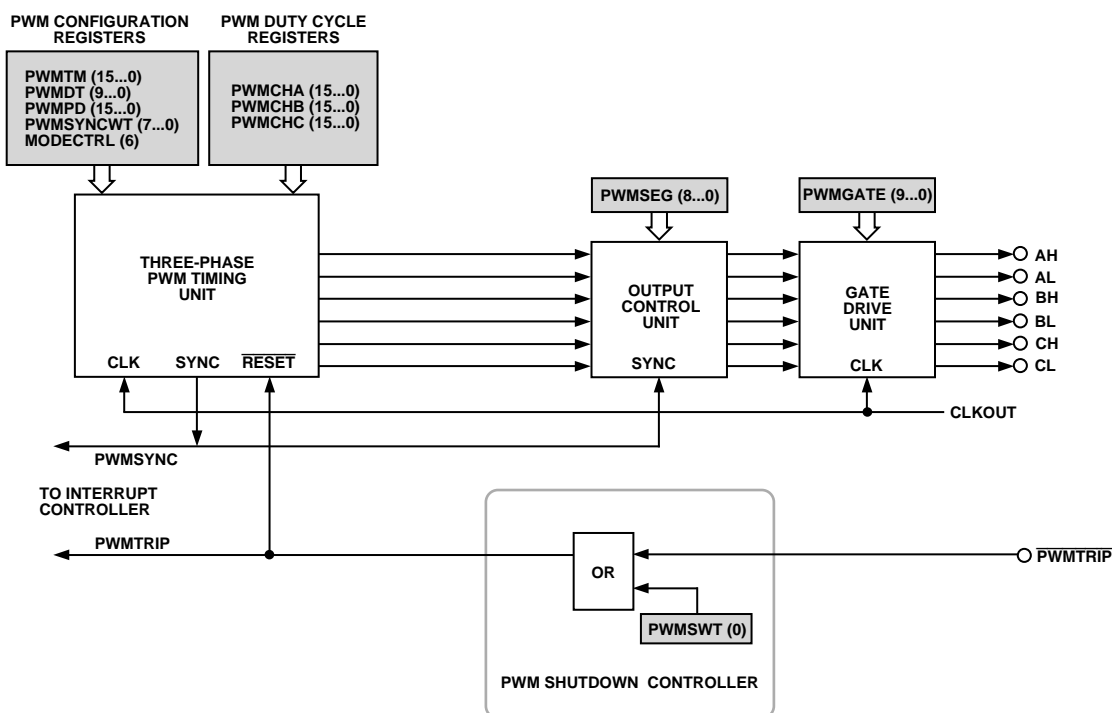 PWM CONFIGURATION
REGISTERS
PWM DUTY CYCLE
REGISTERS
PWMTM (15...0)
PWMDT (9...0)
PWMPD (15...0)
PWMSYNCWT (7...0)
MODECTRL (6)
PWMCHA (15...0)
PWMCHB (15...0)
PWMCHC (15...0)
PWMSEG (8...0)
PWMGATE (9...0)
THREE-PHASE
PWM TIMING
UNIT
CLK
SYNC
RESET
OUTPUT
CONTROL
UNIT
SYNC
GATE
DRIVE
UNIT
CLK
AH
AL
BH
BL
CH
CL
CLKOUT
PWMSYNC
TO INTERRUPT
CONTROLLER
PWMTRIP
OR
PWMTRIP
PWMSWT (0)
PWM SHUTDOWN CONTROLLER